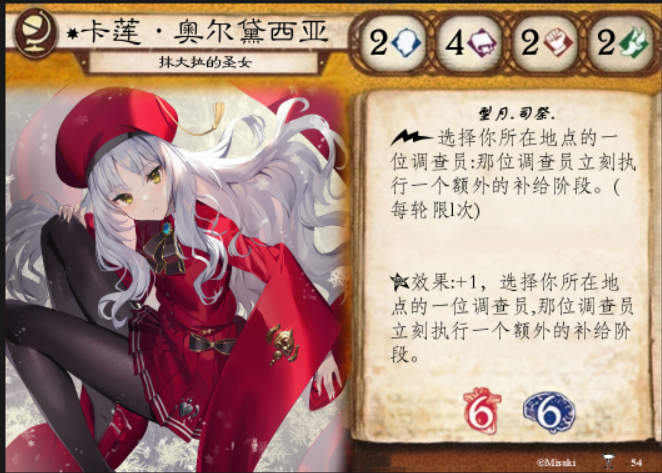 卡莲·奥尔黛西亚
抹大拉的圣女
2 4 2 2
型月.司祭.
选择你所在地点的一
位调查员:那位调查员立刻执
行一个额外的补给阶段。(
每轮限1次)
效果:+1，选择你所在地
点的一位调查员,那位调查员
立刻执行一个额外的补给阶
段。
6 6
©Misaki 54